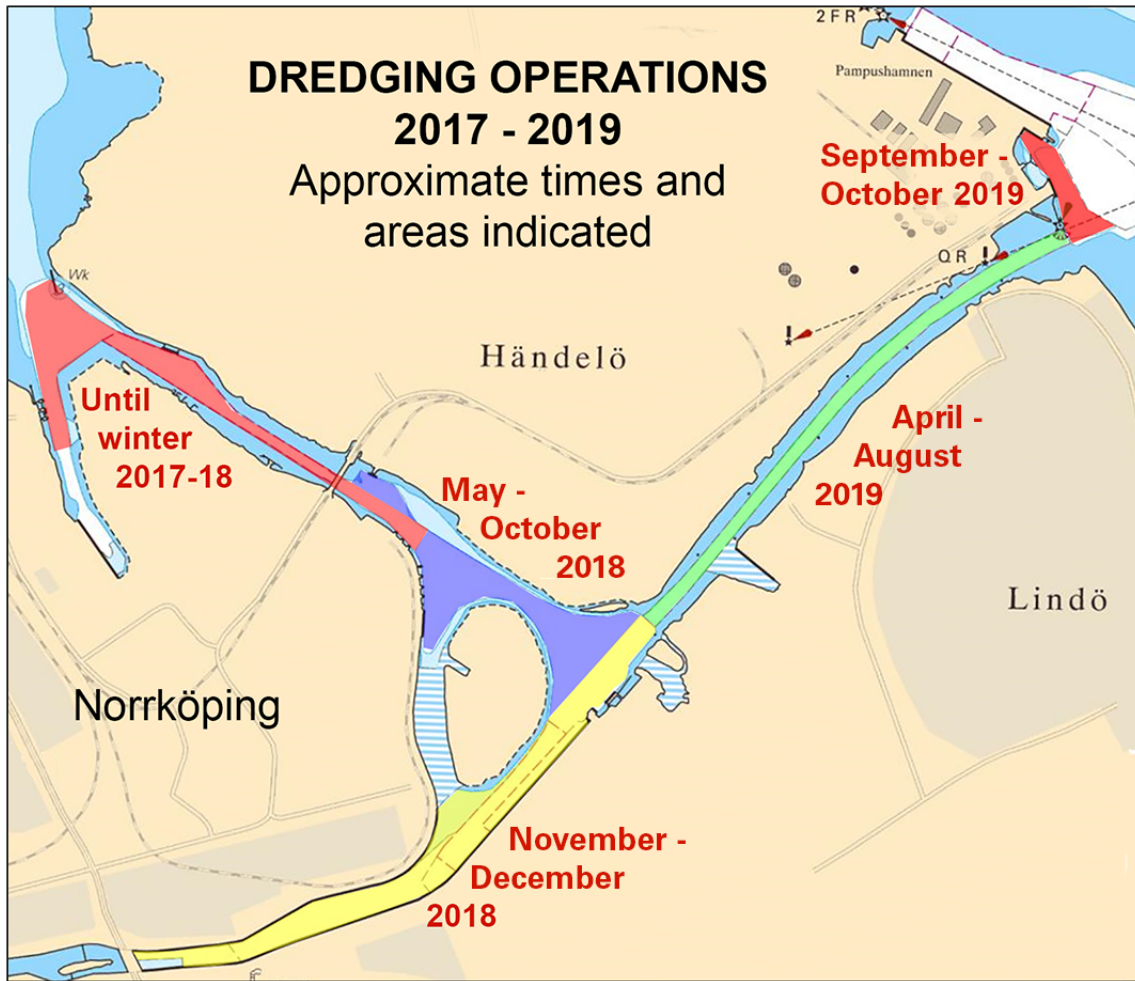 DREDGING OPERATIONS
2017 - 2019
Approximate times and
areas indicated
2 F R
Pampushamnen
September -
October 2019
Q R
Wk
Händelö
Until
winter
2017-18
May -
October
2018
April -
August
2019
Lindö
Norrköping
November -
December
2018